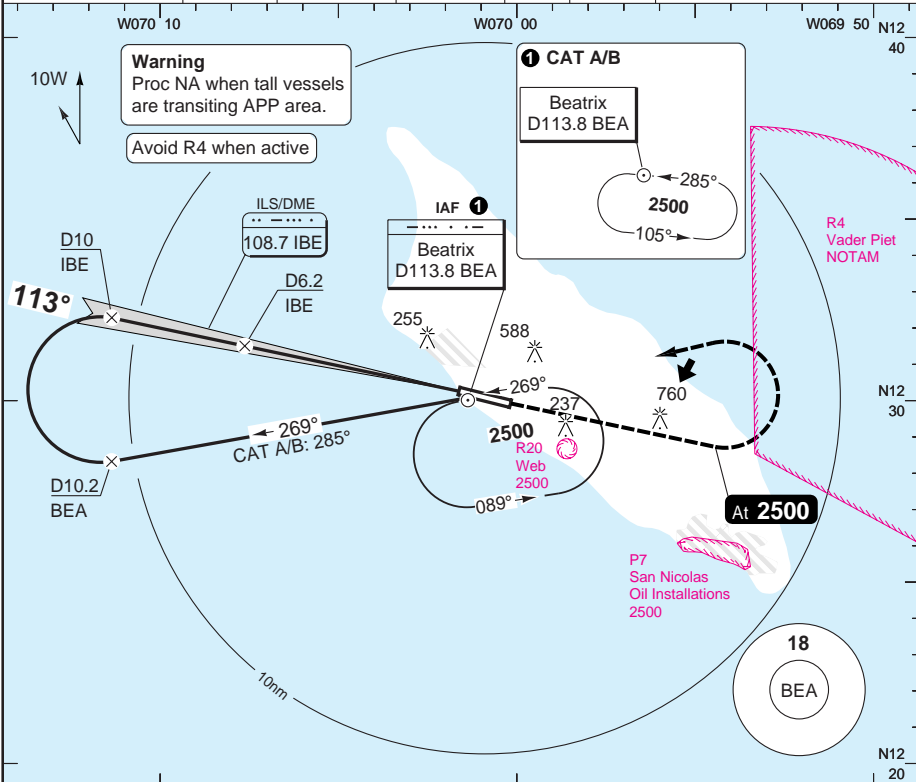 W070 10
W070 00
W069 50
N12
40
10W
Warning
Proc NA when tall vessels
are transiting APP area.
Avoid R4 when active
❶ CAT A/B
Beatrix
D113.8 BEA
285°
2500
105°
R4
Vader Piet
NOTAM
ILS/DME
108.7 IBE
IAF ❶
Beatrix
D113.8 BEA
D10
IBE
D6.2
IBE
113°
255
588
269°
237
760
N12
30
2500
269°
CAT A/B: 285°
R20
Web
2500
D10.2
BEA
089°
At 2500
P7
San Nicolas
Oil Installations
2500
10nm
18
BEA
N12
20